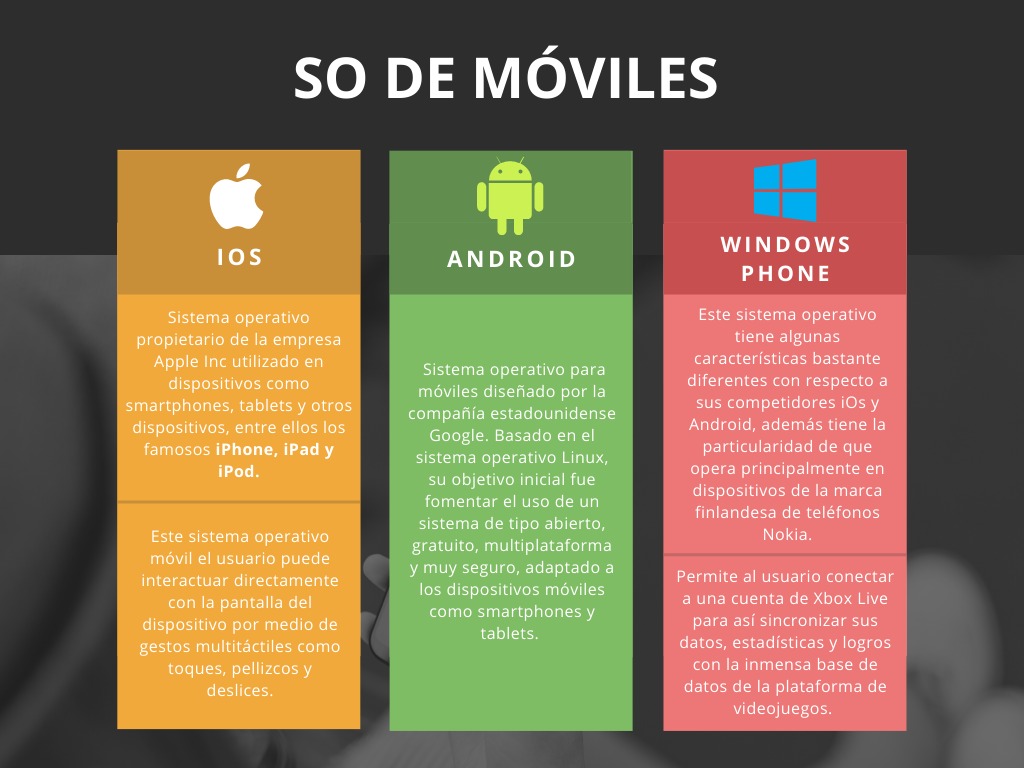 SO DE MÓVILES
IOS
Sistema operativo
propietario de la empresa
Apple Inc utilizado en
dispositivos como
smartphones, tablets y otros
dispositivos, entre ellos los
famosos iPhone, iPad y
iPod.
Este sistema operativo
móvil el usuario puede
interactuar directamente
con la pantalla del
dispositivo por medio de
gestos multitáctiles como
toques, pellizcos y
deslices.
ANDROID
Sistema operativo para
móviles diseñado por la
compañía estadounidense
Google. Basado en el
sistema operativo Linux,
su objetivo inicial fue
fomentar el uso de un
sistema de tipo abierto,
gratuito, multiplataforma
y muy seguro, adaptado a
los dispositivos móviles
como smartphones y
tablets.
WINDOWS
PHONE
Este sistema operativo
tiene algunas
características bastante
diferentes con respecto a
sus competidores iOs y
Android, además tiene la
particularidad de que
opera principalmente en
dispositivos de la marca
finlandesa de teléfonos
Nokia.
Permite al usuario conectar
a una cuenta de Xbox Live
para así sincronizar sus
datos, estadísticas y logros
con la inmensa base de
datos de la plataforma de
videojuegos.